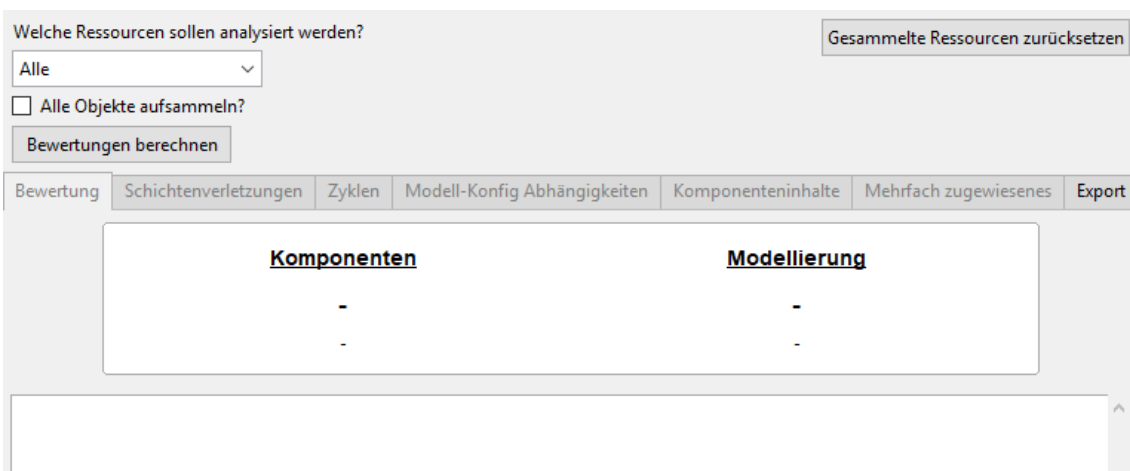 Welche Ressourcen sollen analysiert werden?
Gesammelte Ressourcen zurücksetzen
Alle
Alle Objekte aufsammeln?
Bewertungen berechnen
Bewertung Schichtenverletzungen Zyklen Modell-Konfig Abhängigkeiten Komponenteninhalte Mehrfach zugewiesenes Export
Komponenten Modellierung
- -
- -